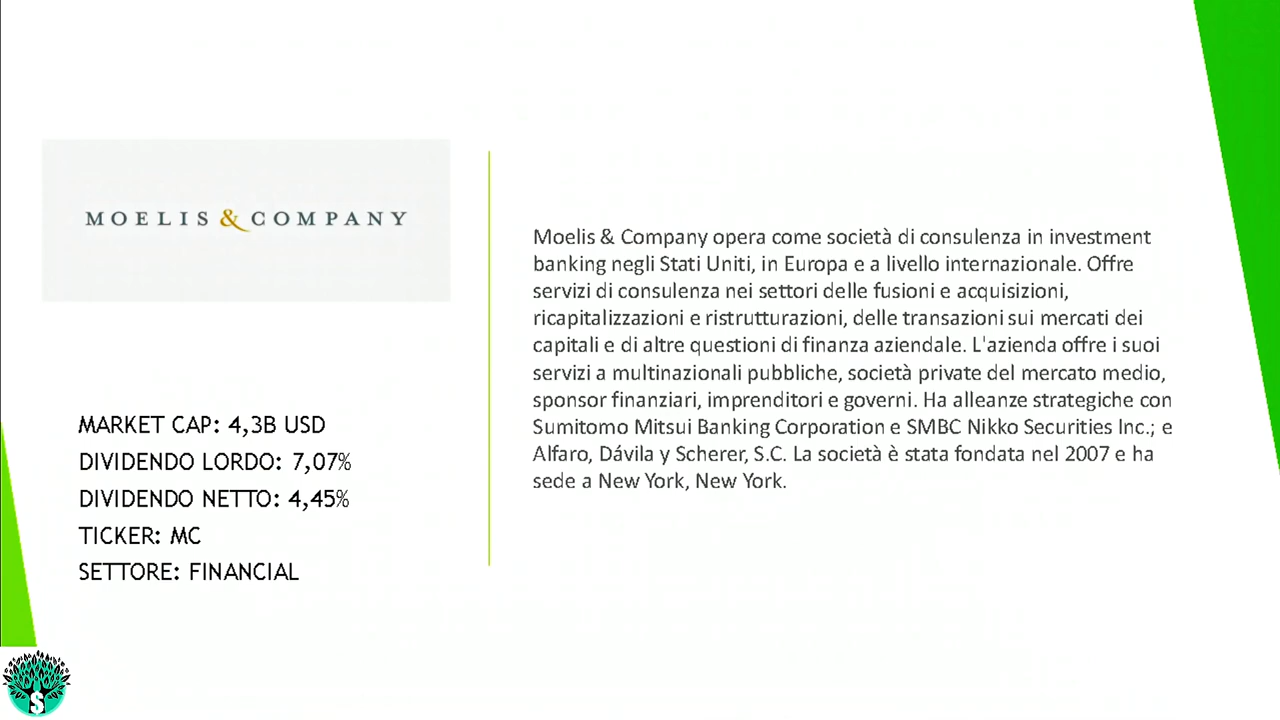 MOELIS & COMPANY
MARKET CAP: 4,3B USD
DIVIDENDO LORDO: 7,07%
DIVIDENDO NETTO: 4,45%
TICKER: MC
SETTORE: FINANCIAL
Moelis & Company opera come società di consulenza in investment
banking negli Stati Uniti, in Europa e a livello internazionale. Offre
servizi di consulenza nei settori delle fusioni e acquisizioni,
ricapitalizzazioni e ristrutturazioni, delle transazioni sui mercati dei
capitali e di altre questioni di finanza aziendale. L'azienda offre i suoi
servizi a multinazionali pubbliche, società private del mercato medio,
sponsor finanziari, imprenditori e governi. Ha alleanze strategiche con
Sumitomo Mitsui Banking Corporation e SMBC Nikko Securities Inc.; e
Alfaro, Dávila y Scherer, S.C. La società è stata fondata nel 2007 e ha
sede a New York, New York.
$